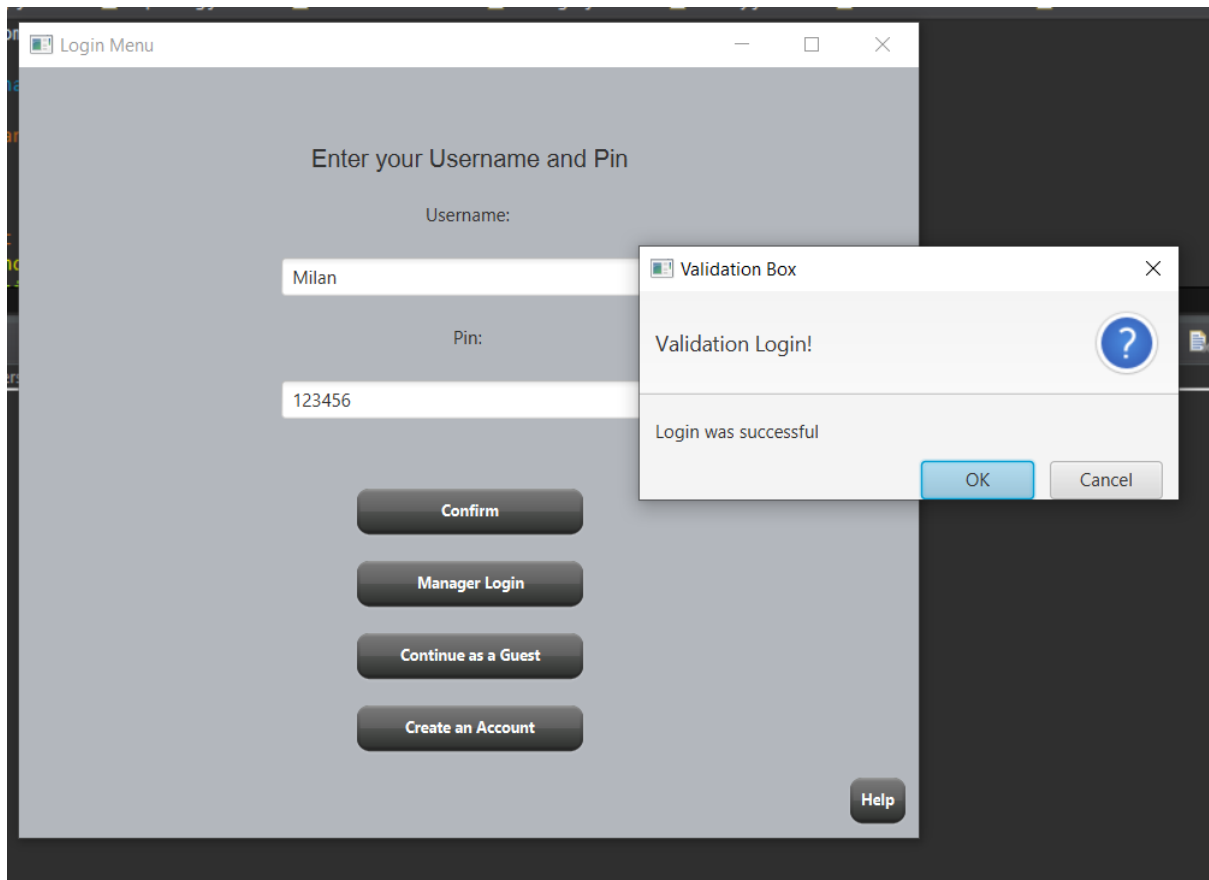 Login Menu
Enter your Username and Pin
Username:
Milan
Pin:
123456
Confirm
Manager Login
Continue as a Guest
Create an Account
Help
Validation Box
Validation Login!
?
Login was successful
OK
Cancel